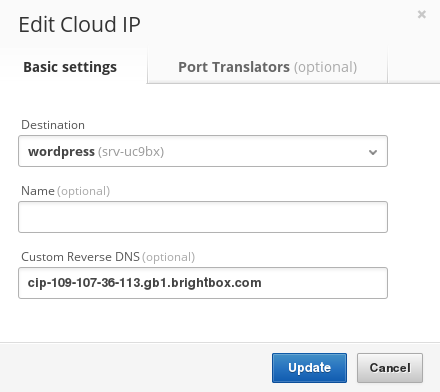 Edit Cloud IP
Basic settings
Port Translators (optional)
Destination
wordpress (srv-uc9bx)
Name (optional)
Custom Reverse DNS (optional)
cip-109-107-36-113.gb1.brightbox.com
Update
Cancel